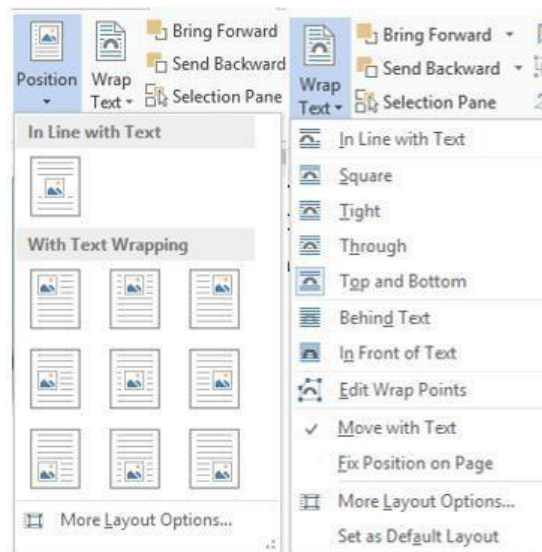 Position
Wrap
Text
Bring Forward
Send Backward
Selection Pane
In Line with Text
With Text Wrapping
More Layout Options...
Wrap
Text
Bring Forward
Send Backward
Selection Pane
In Line with Text
Square
Tight
Through
Top and Bottom
Behind Text
In Front of Text
Edit Wrap Points
Move with Text
Fix Position on Page
More Layout Options...
Set as Default Layout